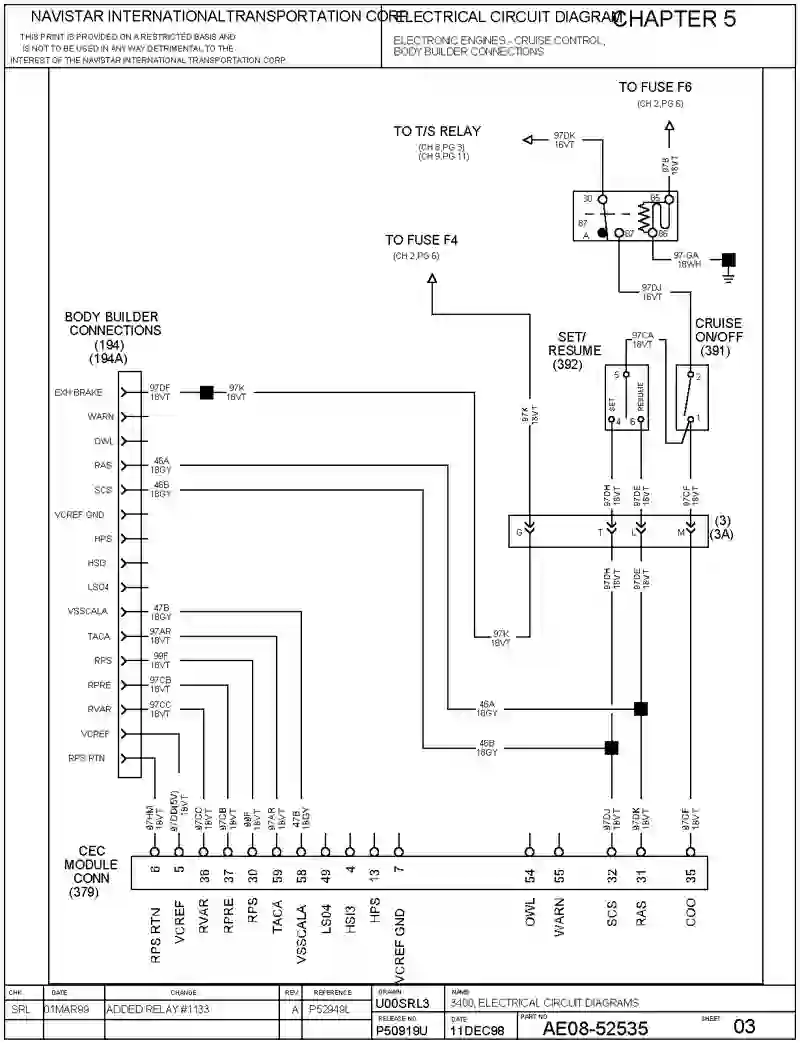 NAVISTAR INTERNATIONAL TRANSPORTATION CORP.
THIS PRINT IS PROVIDED ON A RESTRICTED BASIS AND
IS NOT TO BE USED IN ANY WAY DETRIMENTAL TO THE
INTEREST OF THE NAVISTAR INTERNATIONAL TRANSPORTATION CORP.
ELECTRICAL CIRCUIT DIAGRAM
CHAPTER 5
ELECTRONIC ENGINES - CRUISE CONTROL,
BODY BUILDER CONNECTIONS
TO FUSE F6
(CH 2,PG 6)
TO T/S RELAY
(CH 8,PG 3)
(CH 9,PG 11)
97DK
18VT
97B
18VT
30
85
87
A
87
86
97-GA
18WH
TO FUSE F4
(CH 2,PG 6)
97DJ
18VT
BODY BUILDER
CONNECTIONS
(194)
(194A)
SET/
RESUME
(392)
97CA
18VT
CRUISE
ON/OFF
(391)
5
SET
RESUME
4
6
2
1
EXH BRAKE
97DF
18VT
97K
18VT
WARN
OWL
RAS
46A
18GY
SCS
46B
18GY
VCREF GND
HPS
HSI3
LS04
VSSCALA
47B
18GY
TACA
97AR
18VT
RPS
99F
18VT
RPRE
97CB
18VT
RVAR
97CC
18VT
VCREF
RPS RTN
97K
18VT
97DH
18VT
97DE
18VT
97CF
18VT
G
T
L
M
(3)
(3A)
97DH
18VT
97DE
18VT
97K
18VT
46A
18GY
46B
18GY
97HM
18VT
97DD(5V)
18VT
97CC
18VT
97CB
18VT
99F
18VT
97AR
18VT
47B
18GY
97DJ
18VT
97DK
18VT
97CF
18VT
CEC
MODULE
CONN
(379)
6
5
36
37
30
59
58
49
4
13
7
54
55
32
31
35
RPS RTN
VCREF
RVAR
RPRE
RPS
TACA
VSSCALA
LS04
HSI3
HPS
VCREF GND
OWL
WARN
SCS
RAS
COO
CHK
DATE
CHANGE
REV
REFERENCE
SRL
01MAR99
ADDED RELAY #1133
A
P52949L
DRAWN
U00SRL3
NAME
3400, ELECTRICAL CIRCUIT DIAGRAMS
RELEASE NO.
P50919U
DATE
11DEC98
PART NO.
AE08-52535
SHEET
03